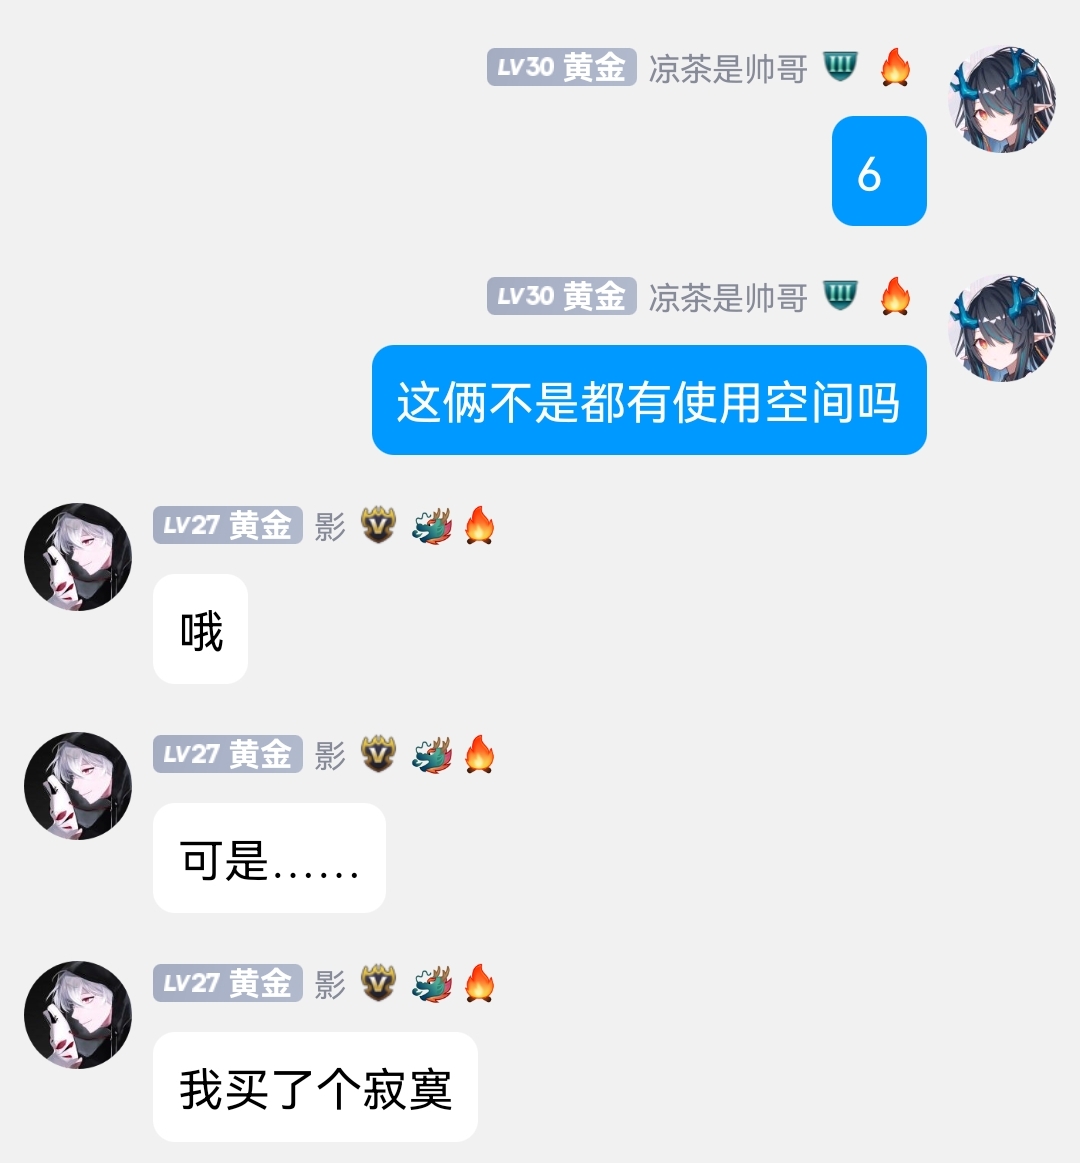 LV30 黄金 凉茶是帅哥 III
6
LV30 黄金 凉茶是帅哥 III
这俩不是都有使用空间吗
LV27 黄金 影 V
哦
LV27 黄金 影 V
可是……
LV27 黄金 影 V
我买了个寂寞